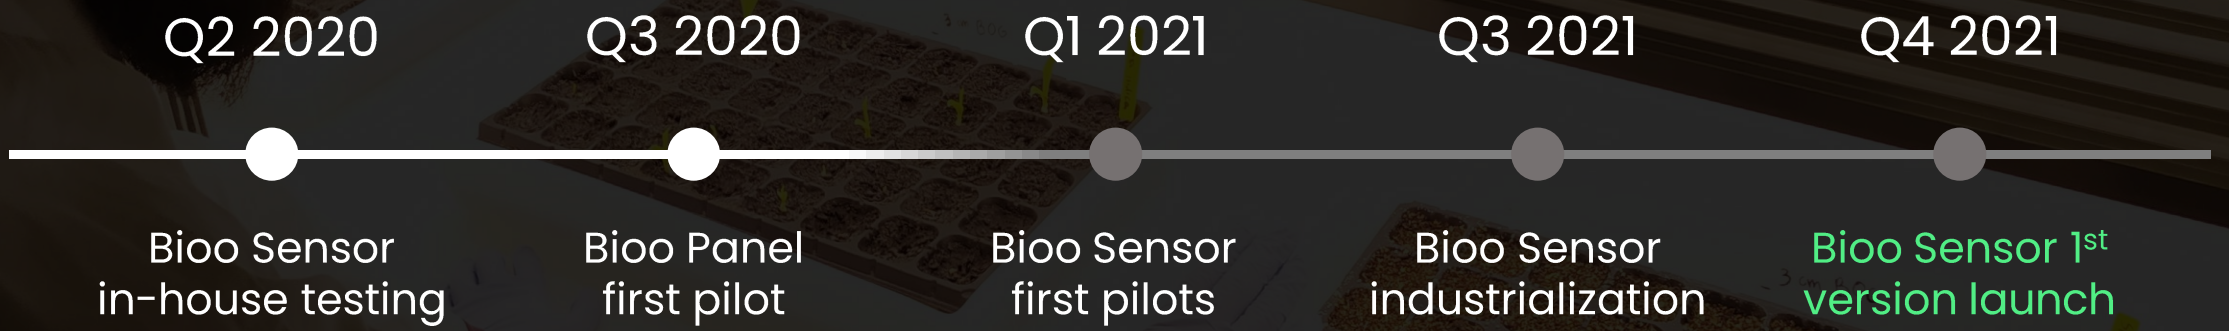 Q2 2020
Q3 2020
Q1 2021
Q3 2021
Q4 2021
Bioo Sensor
in-house testing
Bioo Panel
first pilot
Bioo Sensor
first pilots
Bioo Sensor
industrialization
Bioo Sensor 1st
version launch